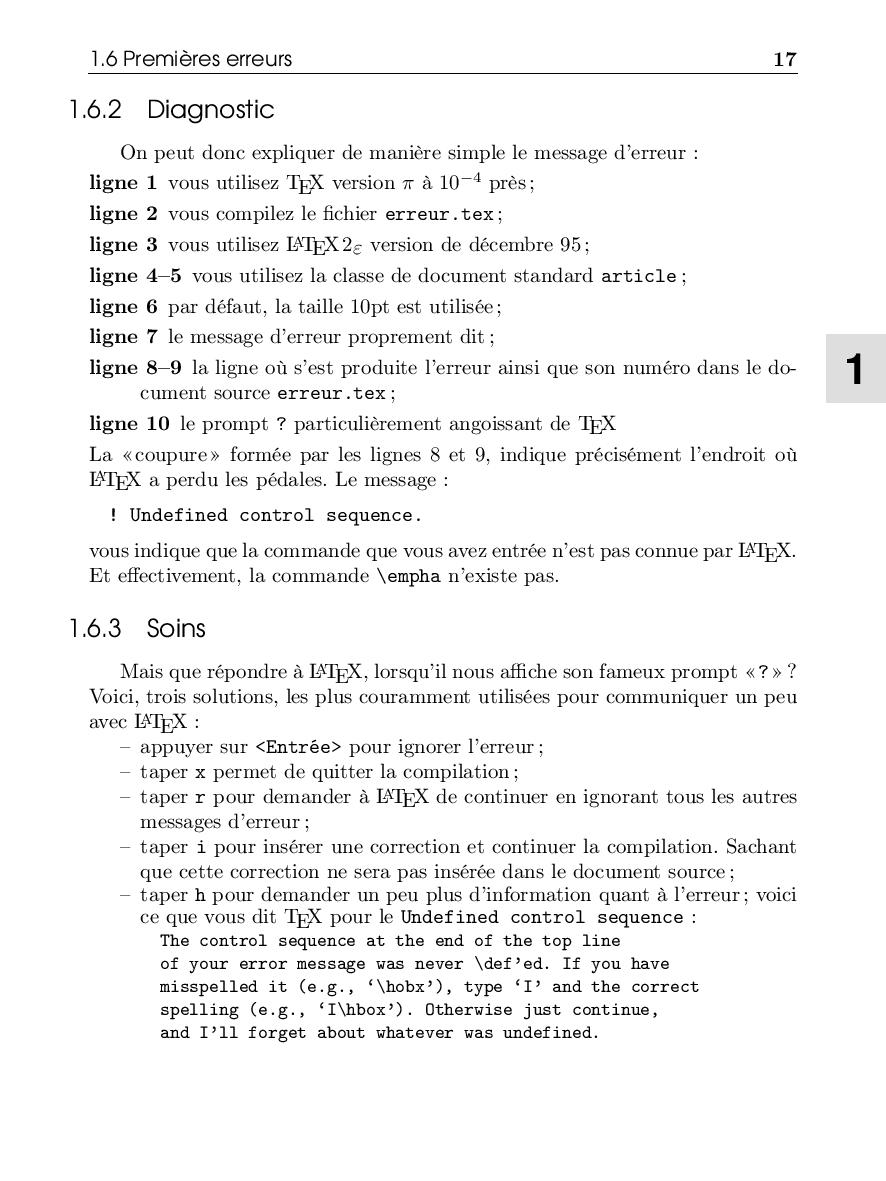 1.6 Premières erreurs 17
1.6.2 Diagnostic
On peut donc expliquer de manière simple le message d'erreur :
ligne 1 vous utilisez TEX version π à 10⁻⁴ près ;
ligne 2 vous compilez le fichier erreur.tex ;
ligne 3 vous utilisez LATEX 2ε version de décembre 95 ;
ligne 4–5 vous utilisez la classe de document standard article ;
ligne 6 par défaut, la taille 10pt est utilisée ;
ligne 7 le message d'erreur proprement dit ;
ligne 8–9 la ligne où s'est produite l'erreur ainsi que son numéro dans le do-
cument source erreur.tex ;
1
ligne 10 le prompt ? particulièrement angoissant de TEX
La « coupure » formée par les lignes 8 et 9, indique précisément l'endroit où
LATEX a perdu les pédales. Le message :
! Undefined control sequence.
vous indique que la commande que vous avez entrée n'est pas connue par LATEX.
Et effectivement, la commande \empha n'existe pas.
1.6.3 Soins
Mais que répondre à LATEX, lorsqu'il nous affiche son fameux prompt « ? » ?
Voici, trois solutions, les plus couramment utilisées pour communiquer un peu
avec LATEX :
– appuyer sur <Entrée> pour ignorer l'erreur ;
– taper x permet de quitter la compilation ;
– taper r pour demander à LATEX de continuer en ignorant tous les autres
messages d'erreur ;
– taper i pour insérer une correction et continuer la compilation. Sachant
que cette correction ne sera pas insérée dans le document source ;
– taper h pour demander un peu plus d'information quant à l'erreur ; voici
ce que vous dit TEX pour le Undefined control sequence :
The control sequence at the end of the top line
of your error message was never \def'ed. If you have
misspelled it (e.g., ‘\hobx’), type ‘I’ and the correct
spelling (e.g., ‘I\hbox’). Otherwise just continue,
and I'll forget about whatever was undefined.